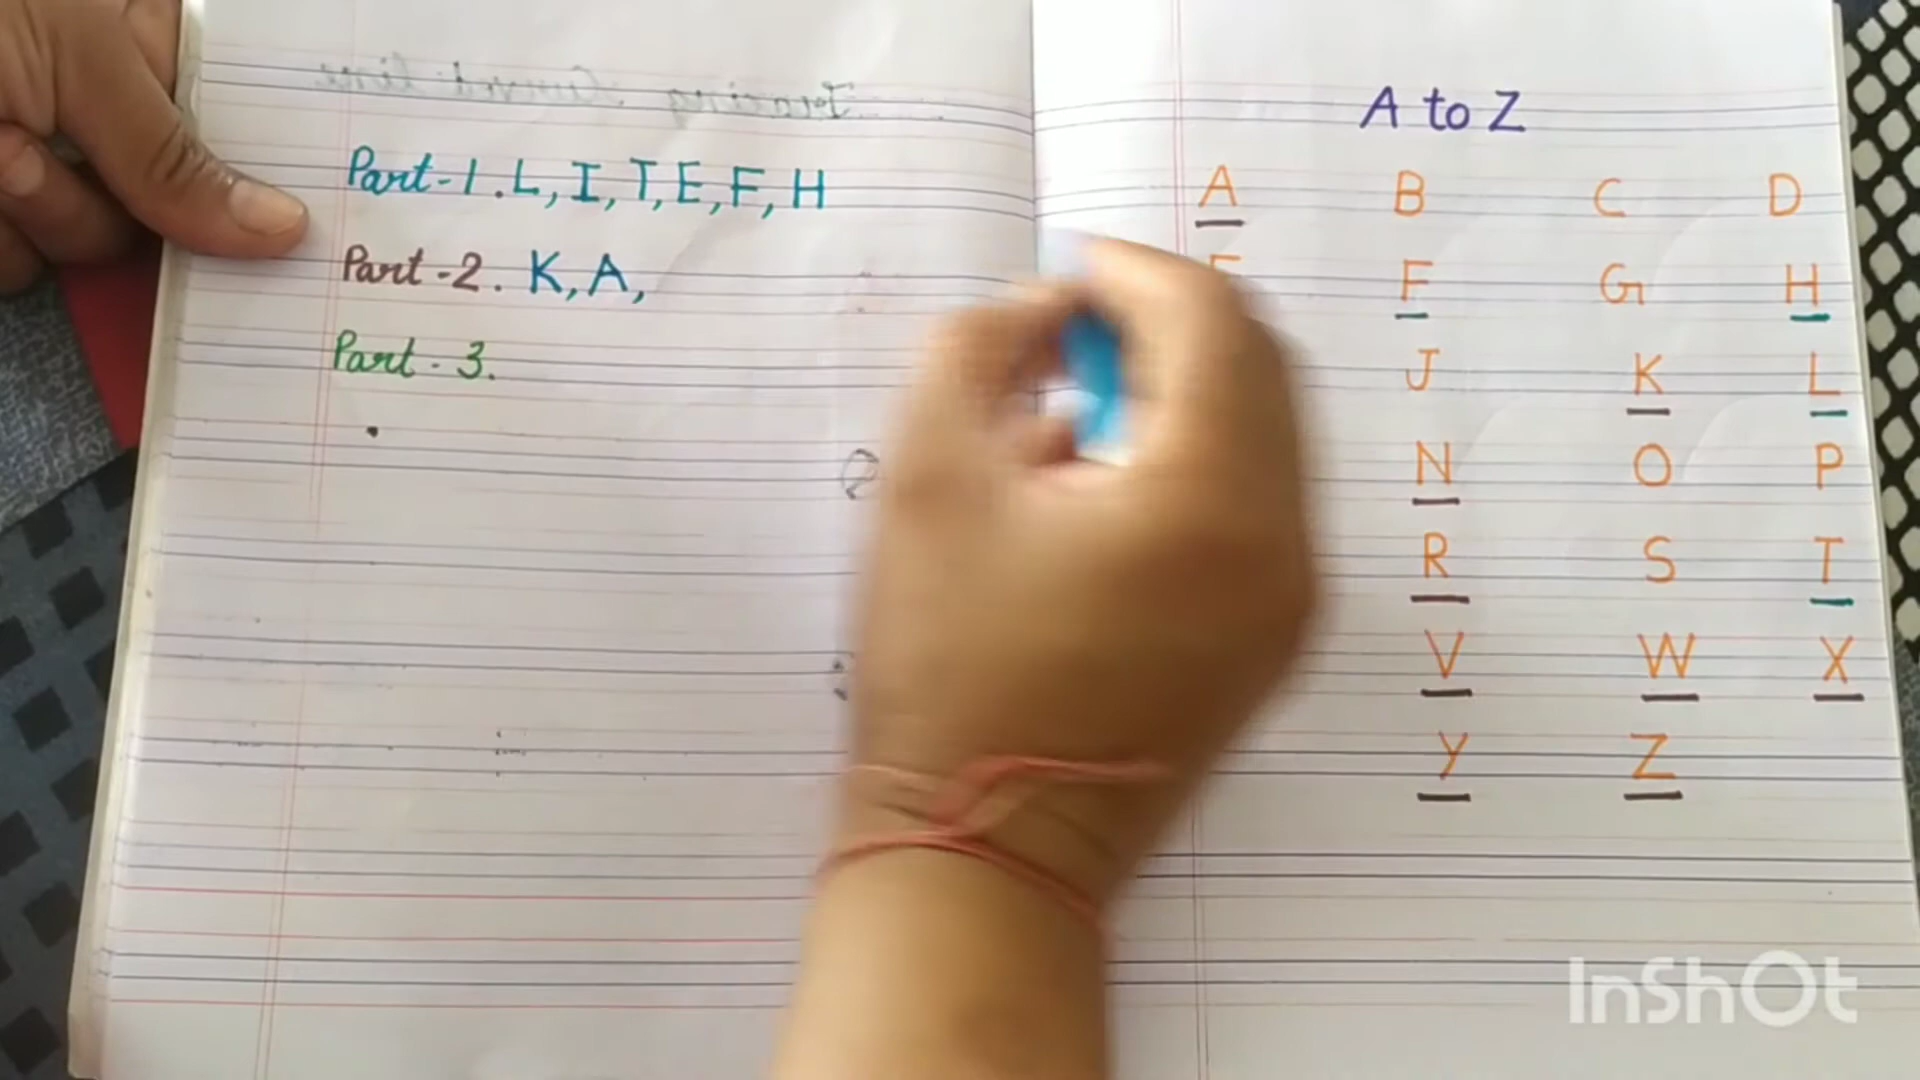 Part-1. L, I, T, E, F, H
Part-2. K, A,
Part-3.
A to Z
A B C D
F G H
J K L
N O P
R S T
V W X
Y Z
InShOt